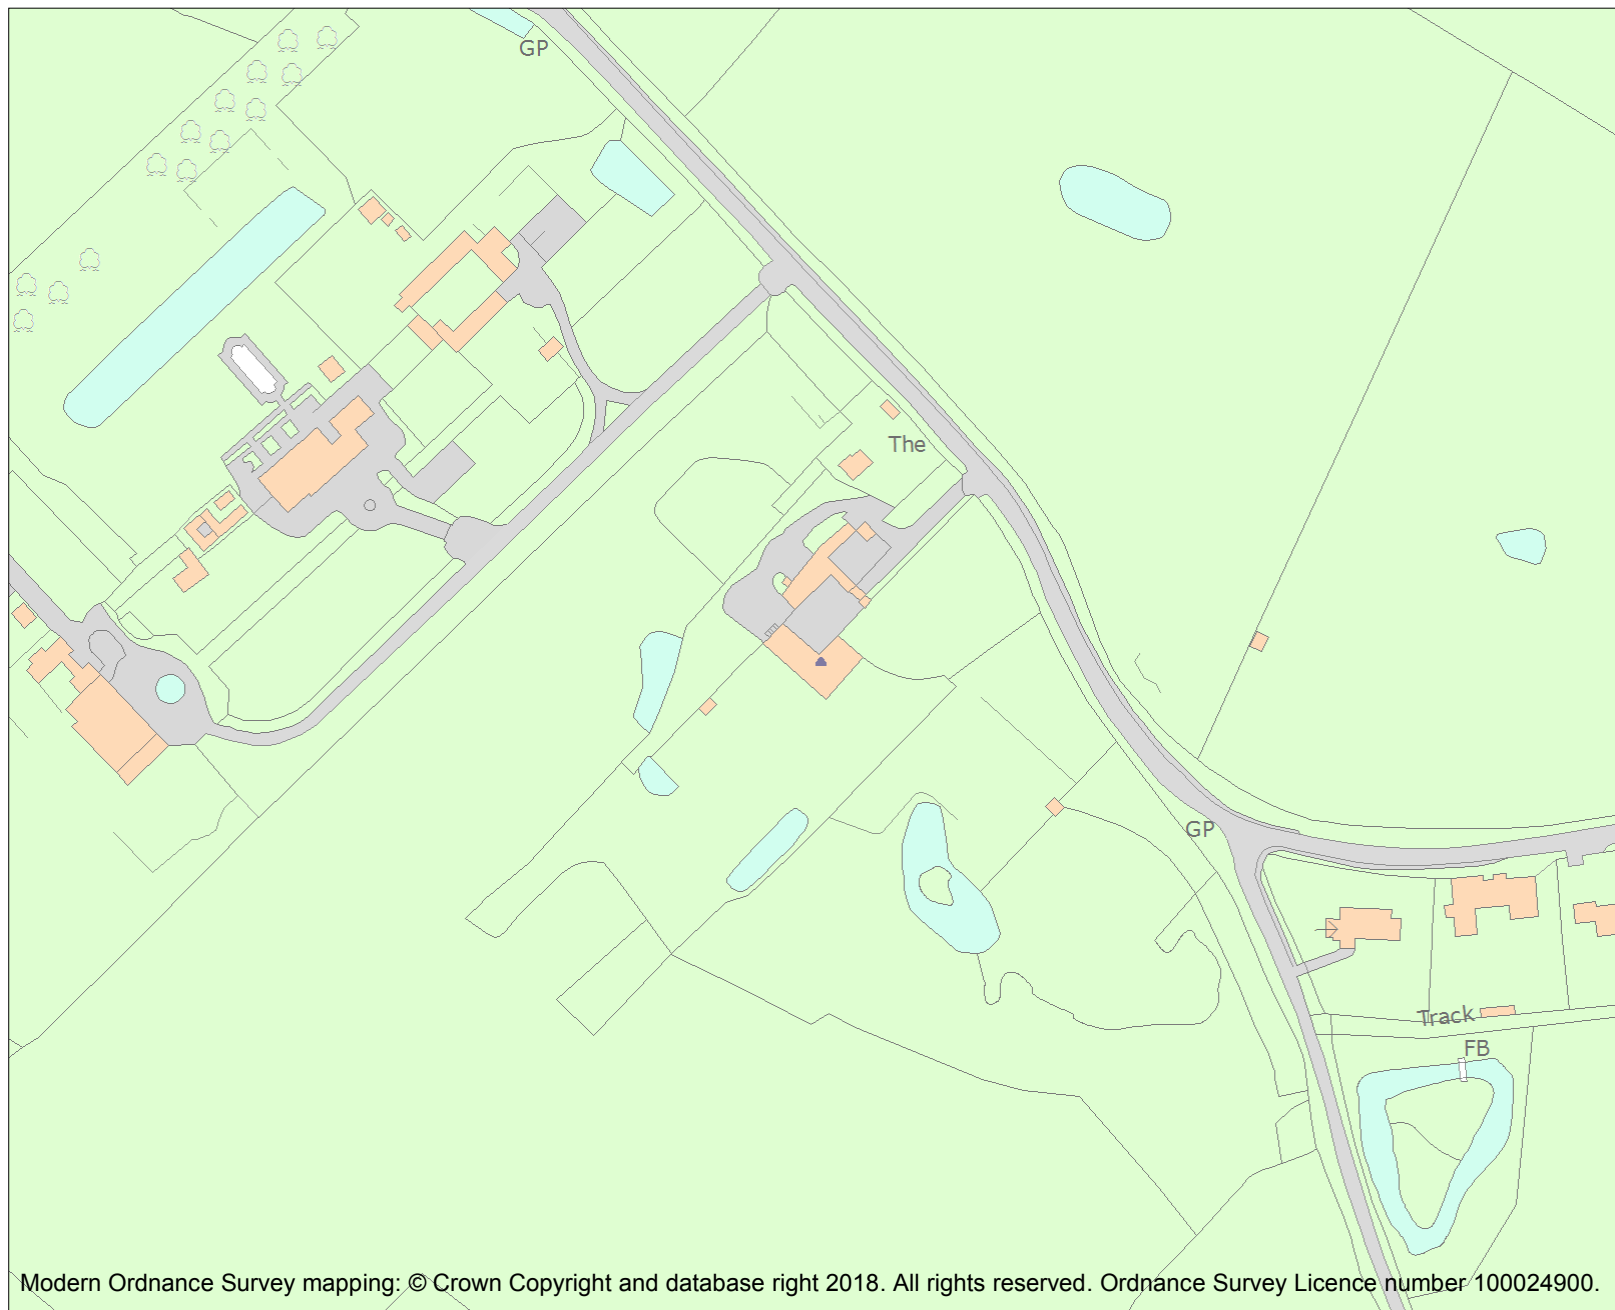 GP
The
GP
Track
FB
Modern Ordnance Survey mapping: © Crown Copyright and database right 2018. All rights reserved. Ordnance Survey Licence number 100024900.